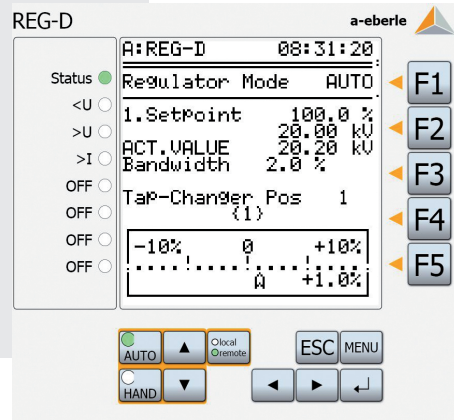 REG-D
a-eberle
A:REG-D 08:31:20
Status
Regulator Mode AUTO
F1
<U
1.Setpoint 100.0 %
>U
20.00 kV
F2
ACT.VALUE 20.20 kV
>I
Bandwidth 2.0 %
F3
OFF
Tap-Changer Pos 1
OFF
{1}
F4
OFF
-10% 0 +10%
OFF
F5
+1.0%
AUTO
local
remote
ESC
MENU
HAND